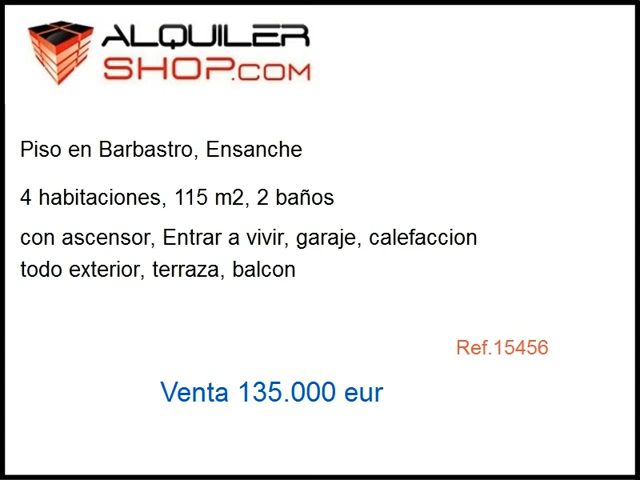 ALQUILER
SHOP.COM
Piso en Barbastro, Ensanche
4 habitaciones, 115 m2, 2 baños
con ascensor, Entrar a vivir, garaje, calefaccion
todo exterior, terraza, balcon
Ref.15456
Venta 135.000 eur